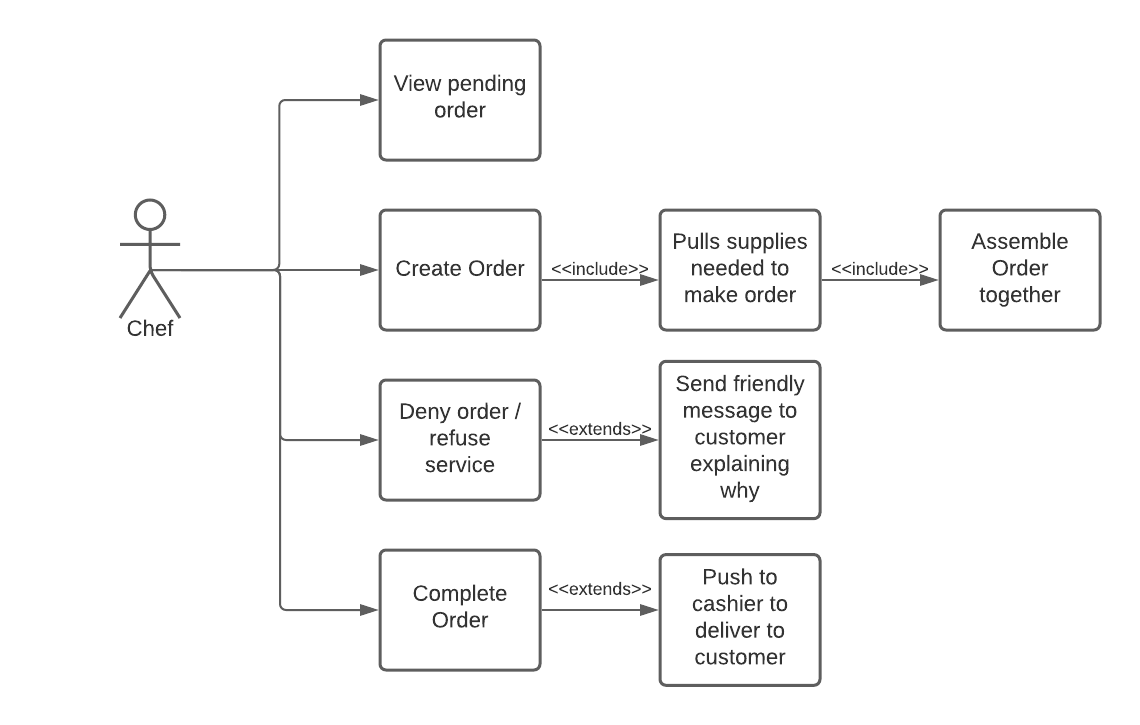 View pending
order
Chef
Create Order
<<include>>
Pulls supplies
needed to
make order
<<include>>
Assemble
Order
together
Deny order /
refuse
service
<<extends>>
Send friendly
message to
customer
explaining
why
Complete
Order
<<extends>>
Push to
cashier to
deliver to
customer